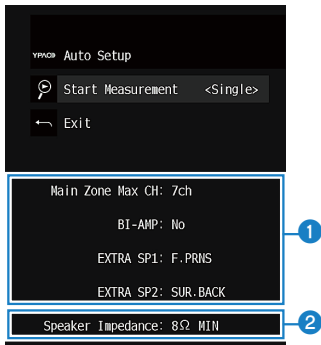 YPAO Auto Setup
Start Measurement <Single>
Exit
Main Zone Max CH: 7ch
BI-AMP: No
EXTRA SP1: F.PRNS
EXTRA SP2: SUR.BACK
1
Speaker Impedance: 8Ω MIN
2